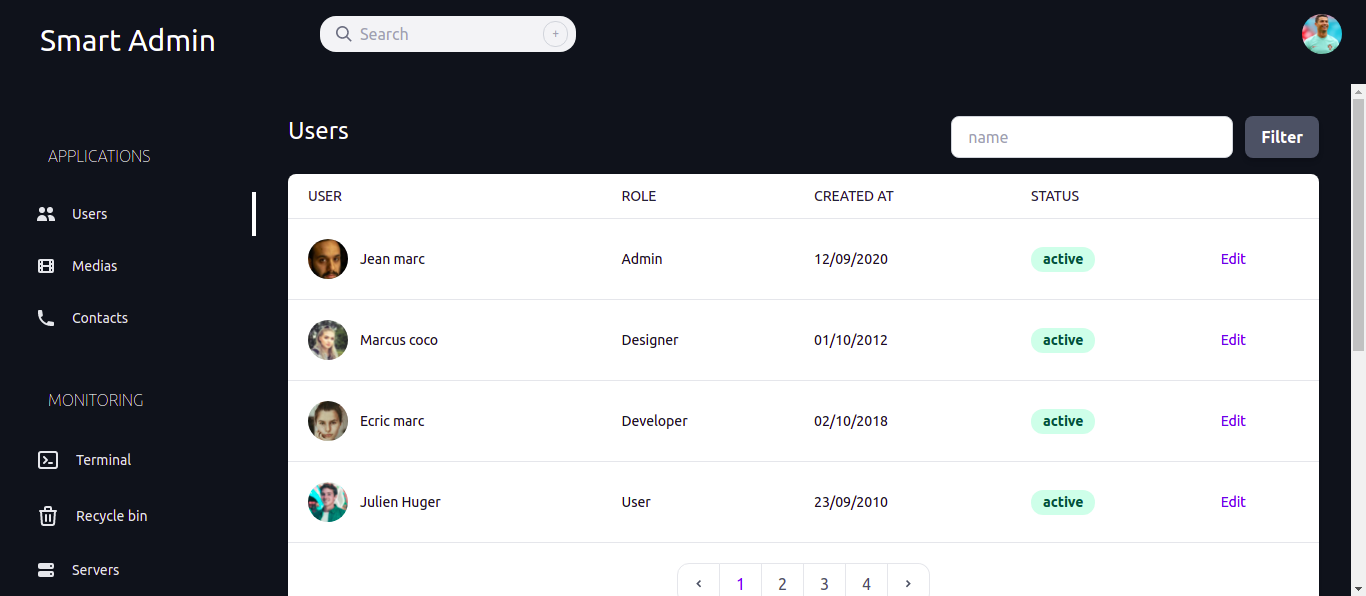 Smart Admin
Search
+
APPLICATIONS
Users
Medias
Contacts
MONITORING
Terminal
Recycle bin
Servers
Users
name
Filter
USER ROLE CREATED AT STATUS
Jean marc Admin 12/09/2020 active Edit
Marcus coco Designer 01/10/2012 active Edit
Ecric marc Developer 02/10/2018 active Edit
Julien Huger User 23/09/2010 active Edit
‹ 1 2 3 4 ›